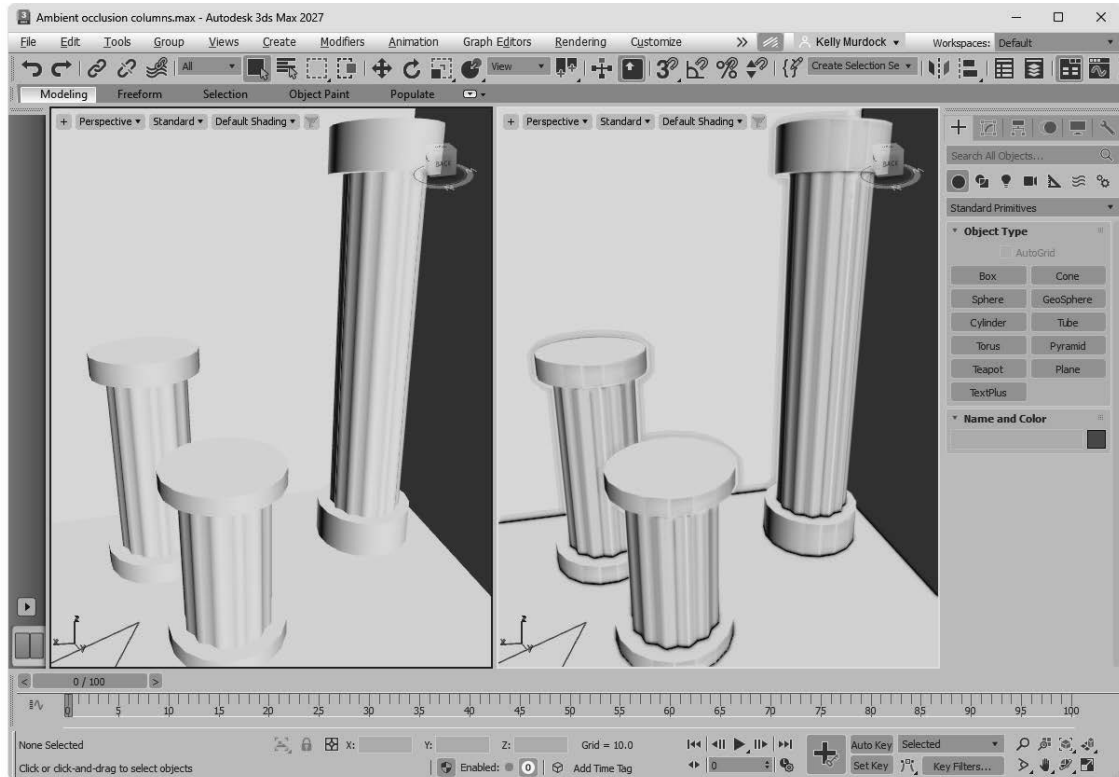 Ambient occlusion columns.max - Autodesk 3ds Max 2027
File Edit Tools Group Views Create Modifiers Animation Graph Editors Rendering Customize Kelly Murdock Workspaces: Default
All View Create Selection Se
Modeling Freeform Selection Object Paint Populate
+ Perspective Standard Default Shading
+ Perspective Standard Default Shading
BACK
BACK
Search All Objects...
Standard Primitives
Object Type
AutoGrid
Box Cone
Sphere GeoSphere
Cylinder Tube
Torus Pyramid
Teapot Plane
TextPlus
Name and Color
z
x
y
z
x
y
< 0 / 100 >
0 5 10 15 20 25 30 35 40 45 50 55 60 65 70 75 80 85 90 95 100
None Selected X: Y: Z: Grid = 10.0 Auto Key Selected
Click or click-and-drag to select objects Enabled: 0 Add Time Tag 0 Set Key Key Filters...